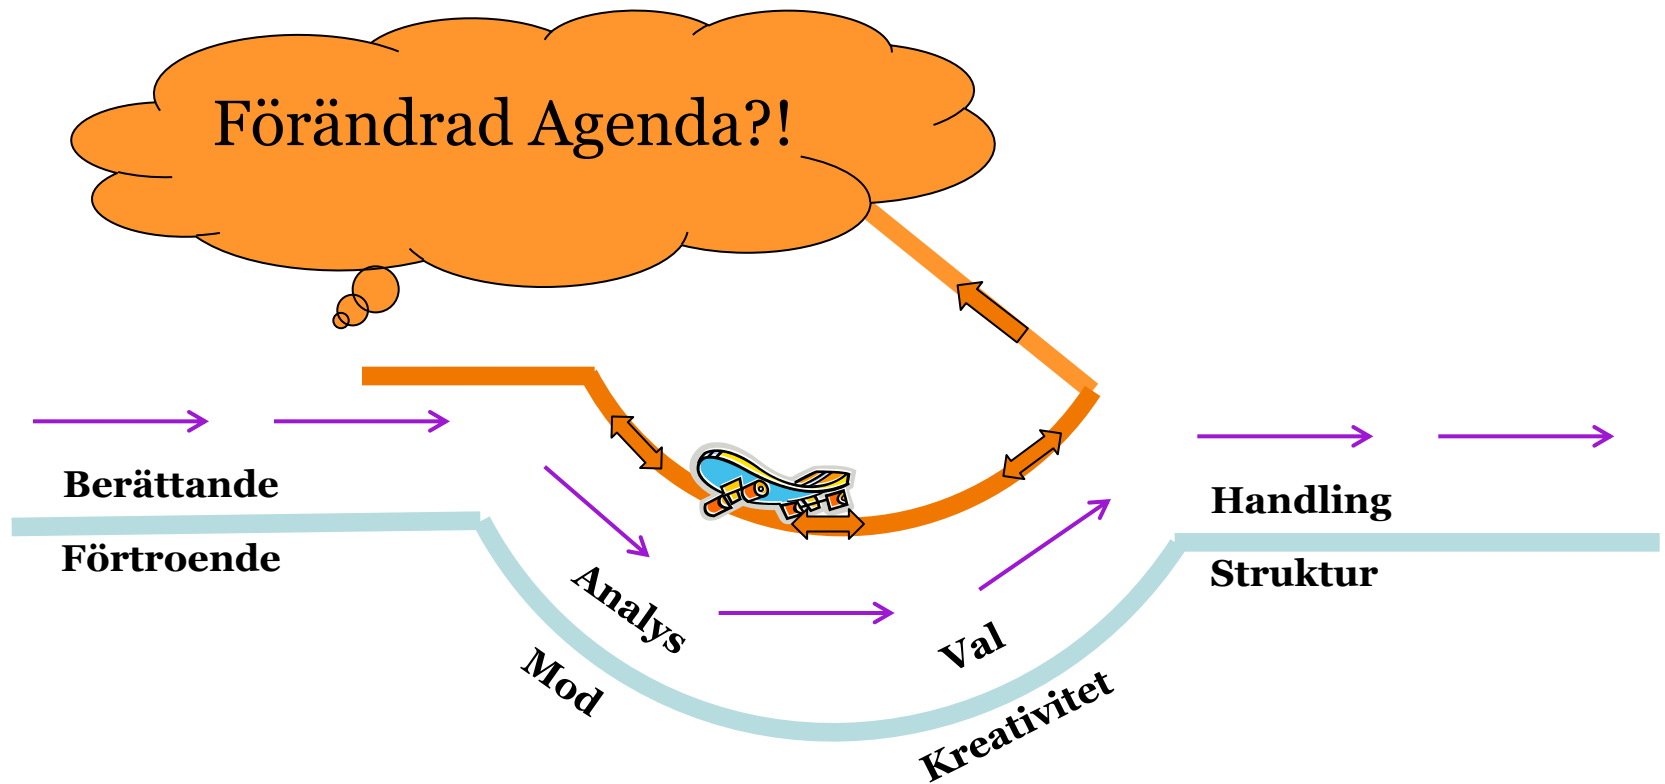 Förändrad Agenda?!
Berättande
Förtroende
Analys
Mod
Val
Kreativitet
Handling
Struktur